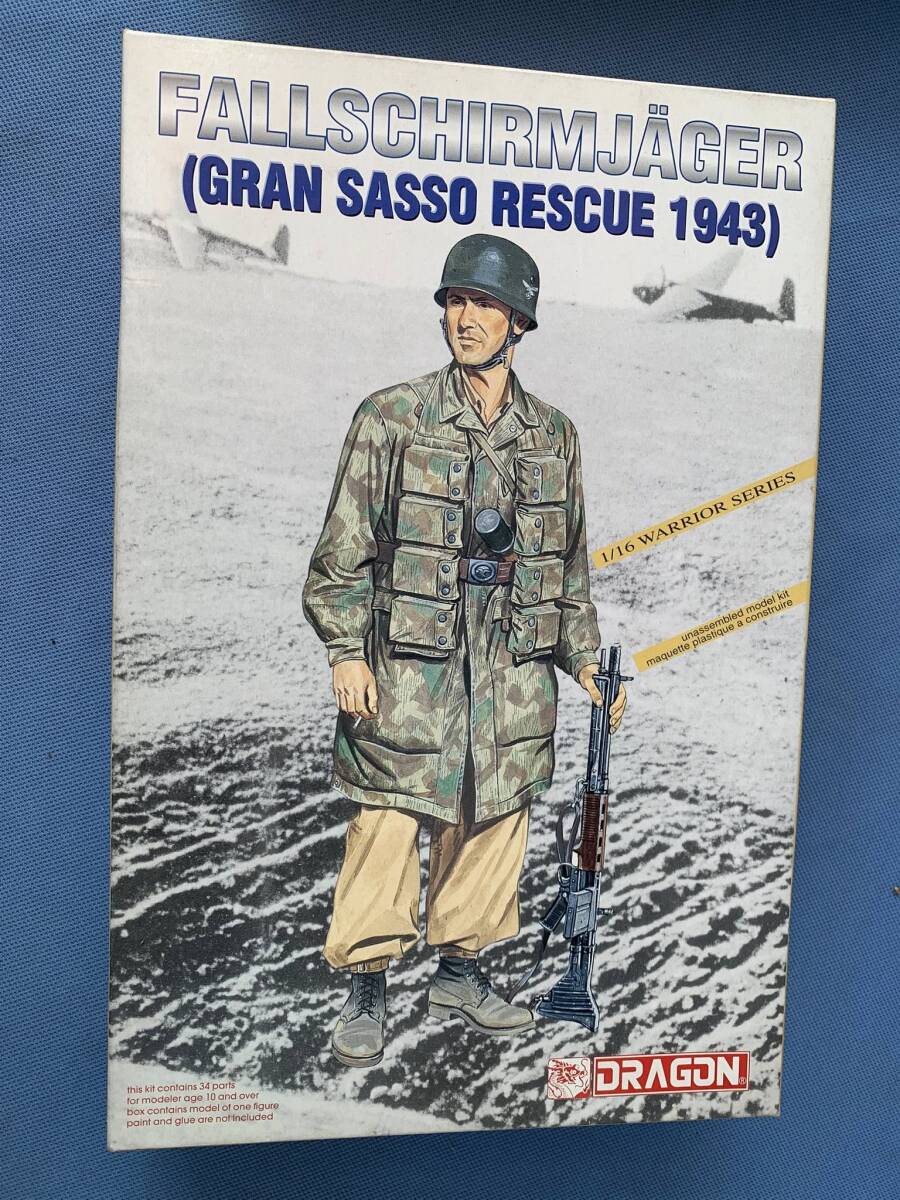 FALLSCHIRMJÄGER
(GRAN SASSO RESCUE 1943)
1/16 WARRIOR SERIES
unassembled model kit
maquette plastique a construire
this kit contains 34 parts
for modeler age 10 and over
box contains model of one figure
paint and glue are not included
DRAGON®